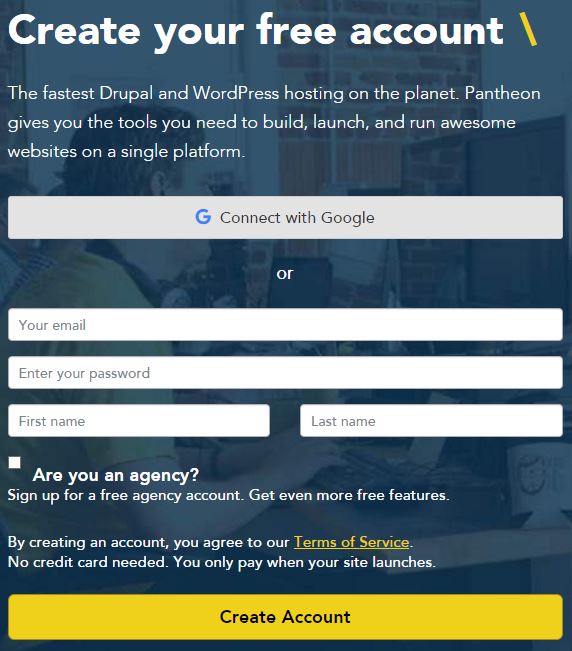 Create your free account \
The fastest Drupal and WordPress hosting on the planet. Pantheon
gives you the tools you need to build, launch, and run awesome
websites on a single platform.
Connect with Google
or
Your email
Enter your password
First name Last name
Are you an agency?
Sign up for a free agency account. Get even more free features.
By creating an account, you agree to our Terms of Service.
No credit card needed. You only pay when your site launches.
Create Account